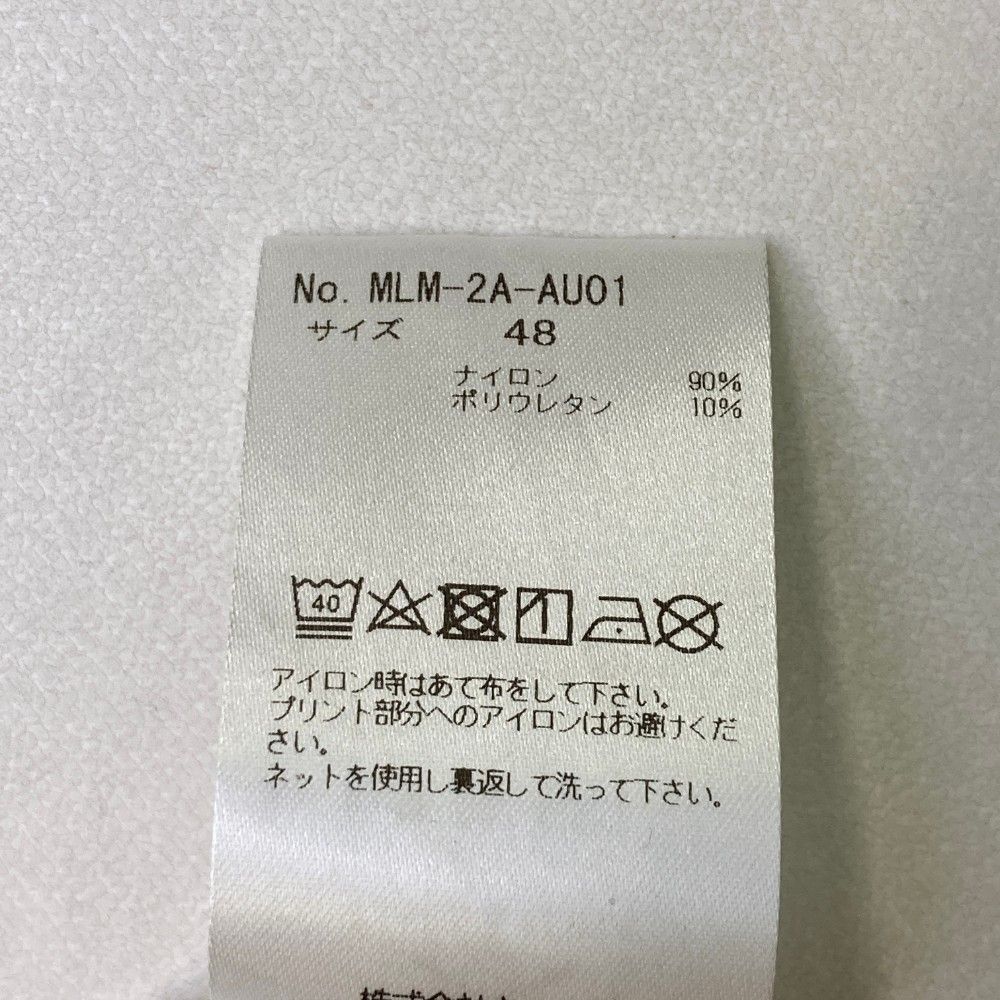 No. MLM-2A-AU01
サイズ 48
ナイロン 90%
ポリウレタン 10%
40
アイロン時はあて布をして下さい。
プリント部分へのアイロンはお避けくだ
さい。
ネットを使用し裏返して洗って下さい。